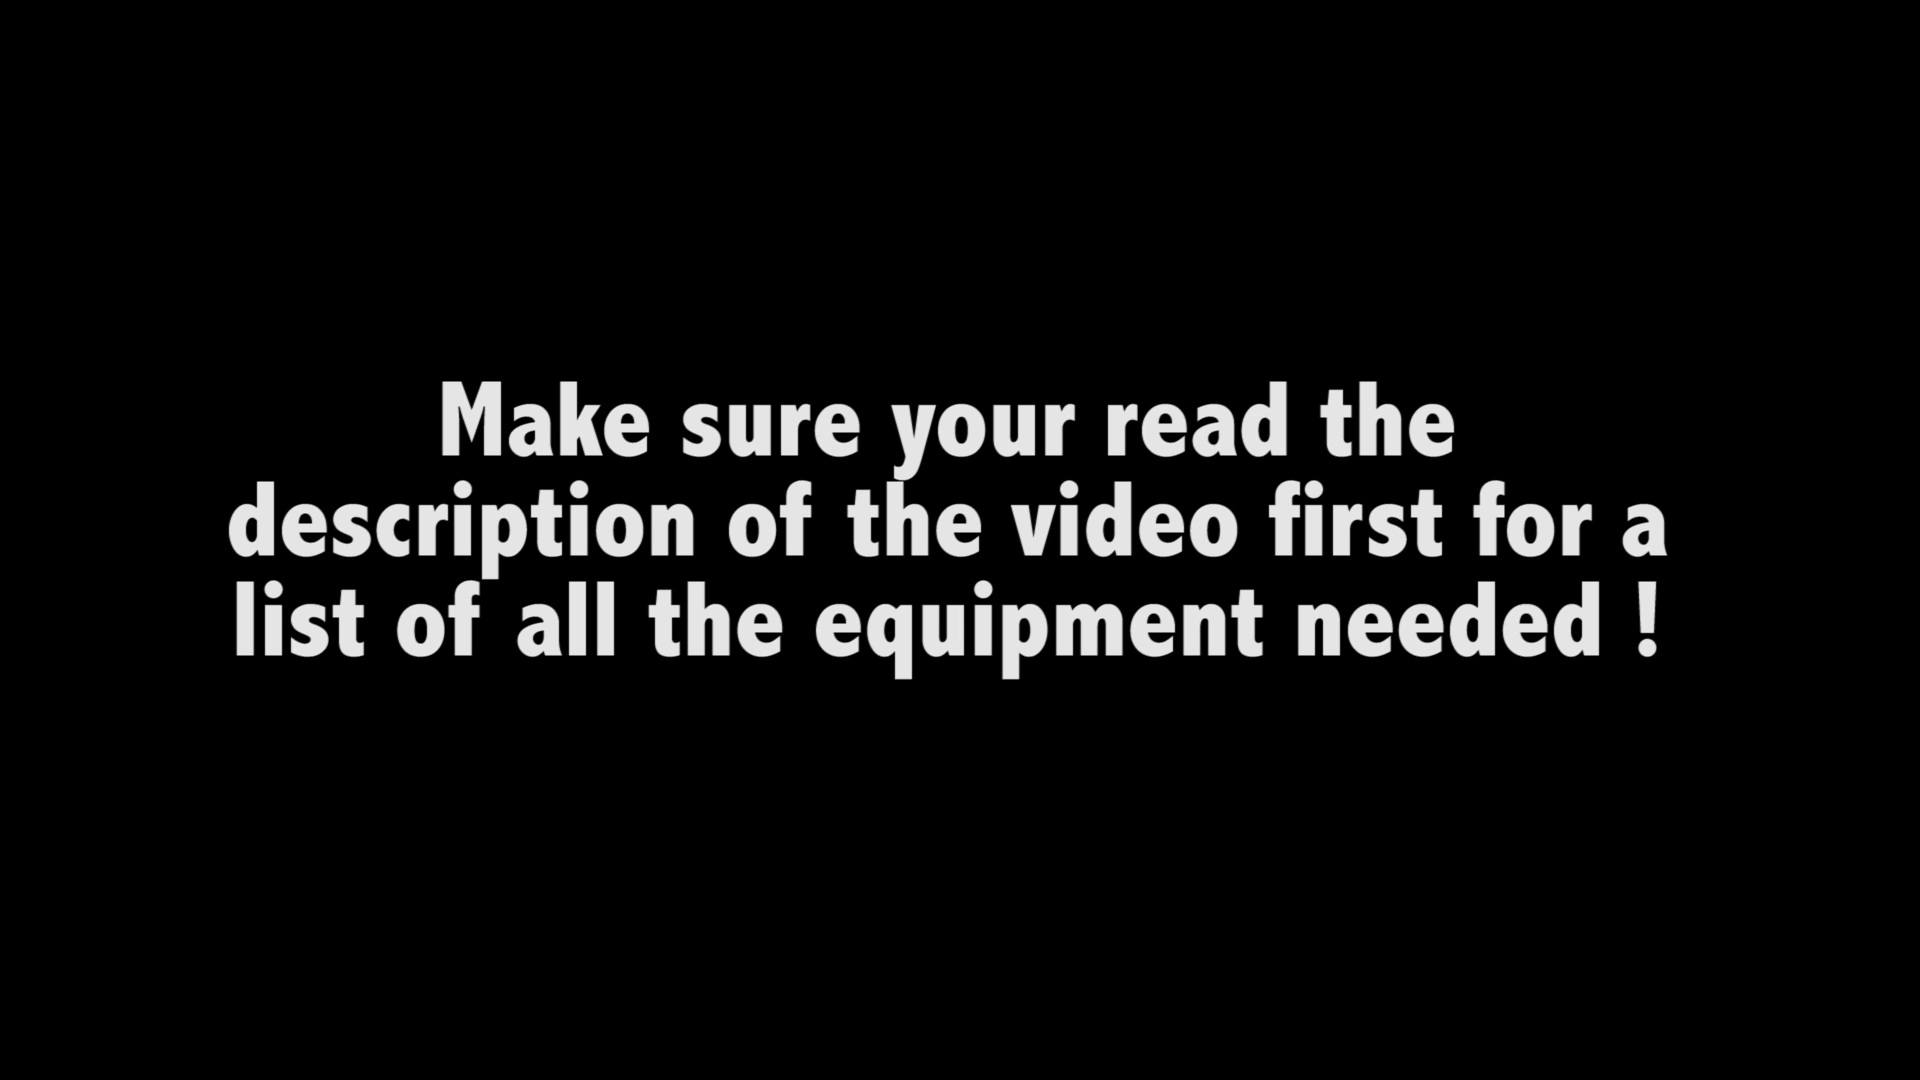 Make sure your read the
description of the video first for a
list of all the equipment needed !